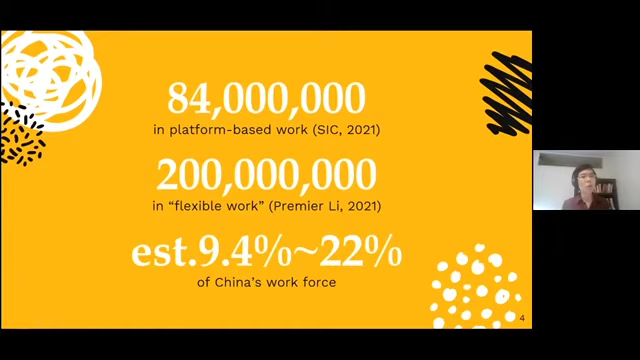 84,000,000
in platform-based work (SIC, 2021)
200,000,000
in “flexible work” (Premier Li, 2021)
est.9.4%~22%
of China’s work force
4